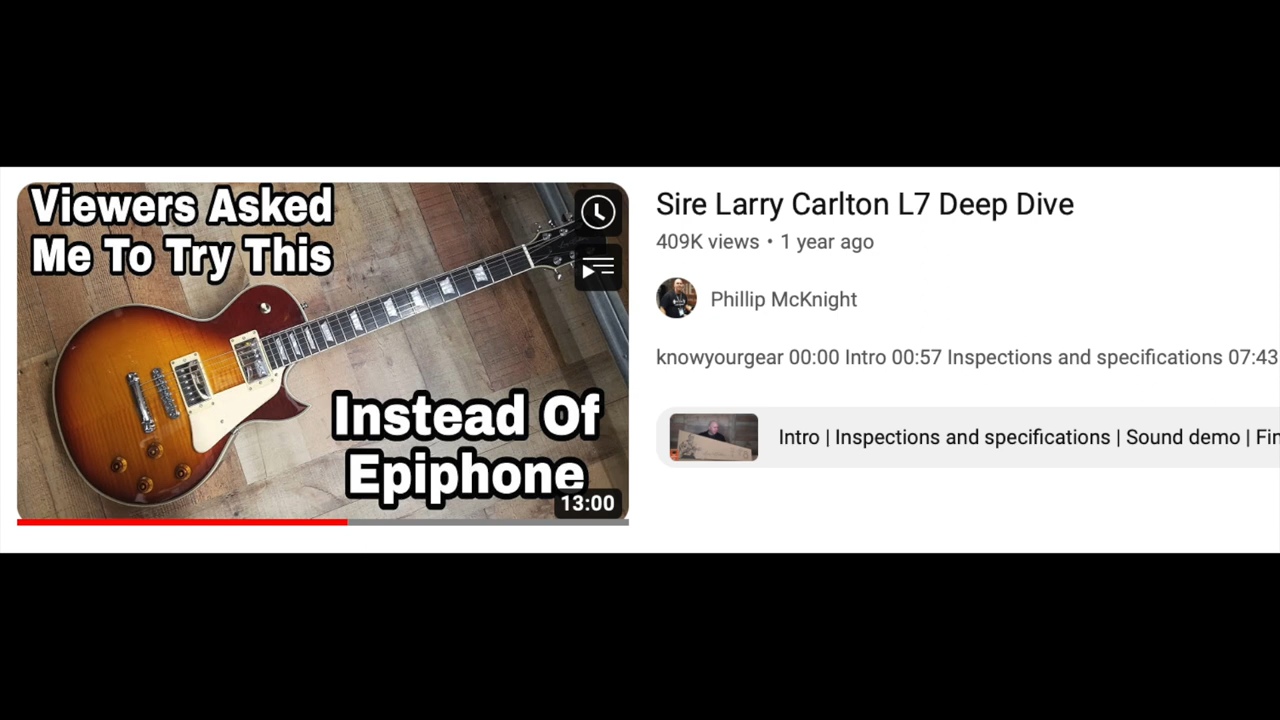 Viewers Asked
Me To Try This
Instead Of
Epiphone
13:00
Sire Larry Carlton L7 Deep Dive
409K views • 1 year ago
Phillip McKnight
knowyourgear 00:00 Intro 00:57 Inspections and specifications 07:43
Intro | Inspections and specifications | Sound demo | Fin